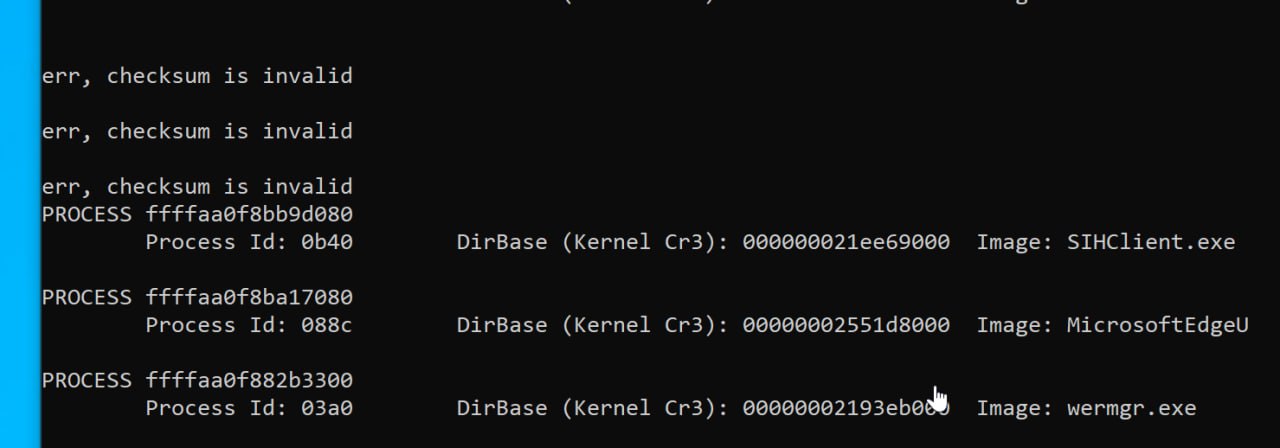 err, checksum is invalid
err, checksum is invalid
err, checksum is invalid
PROCESS ffffaa0f8bb9d080
Process Id: 0b40 DirBase (Kernel Cr3): 000000021ee69000 Image: SIHClient.exe
PROCESS ffffaa0f8ba17080
Process Id: 088c DirBase (Kernel Cr3): 00000002551d8000 Image: MicrosoftEdgeU
PROCESS ffffaa0f882b3300
Process Id: 03a0 DirBase (Kernel Cr3): Image: wermgr.exe